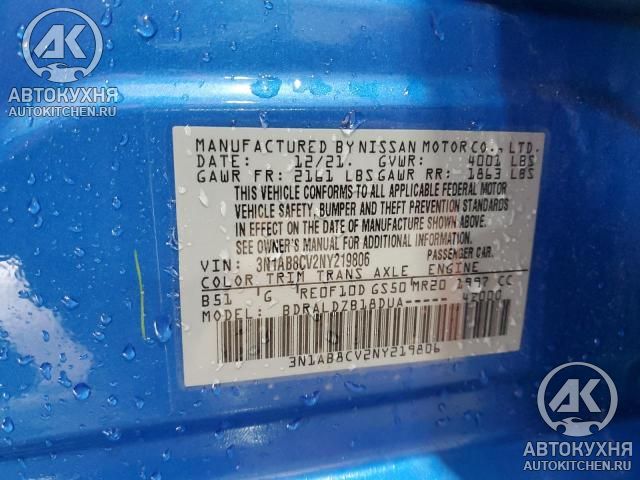 AK
АВТОКУХНЯ
AUTOKITCHEN.RU
MANUFACTURED BY NISSAN MOTOR CO., LTD.
DATE: 12/21. GVWR: 4001 LBS
GAWR FR: 2161 LBS GAWR RR: 1863 LBS
THIS VEHICLE CONFORMS TO ALL APPLICABLE FEDERAL MOTOR
VEHICLE SAFETY, BUMPER AND THEFT PREVENTION STANDARDS
IN EFFECT ON THE DATE OF MANUFACTURE SHOWN ABOVE.
SEE OWNER'S MANUAL FOR ADDITIONAL INFORMATION.
VIN: 3N1AB8CV2NY219806 PASSENGER CAR.
COLOR TRIM TRANS AXLE ENGINE
B51 G RE0F10D GS50 MR20 1997 CC
MODEL: BDRALDZB18DUA----- 42000
3N1AB8CV2NY219806
AK
АВТОКУХНЯ
AUTOKITCHEN.RU